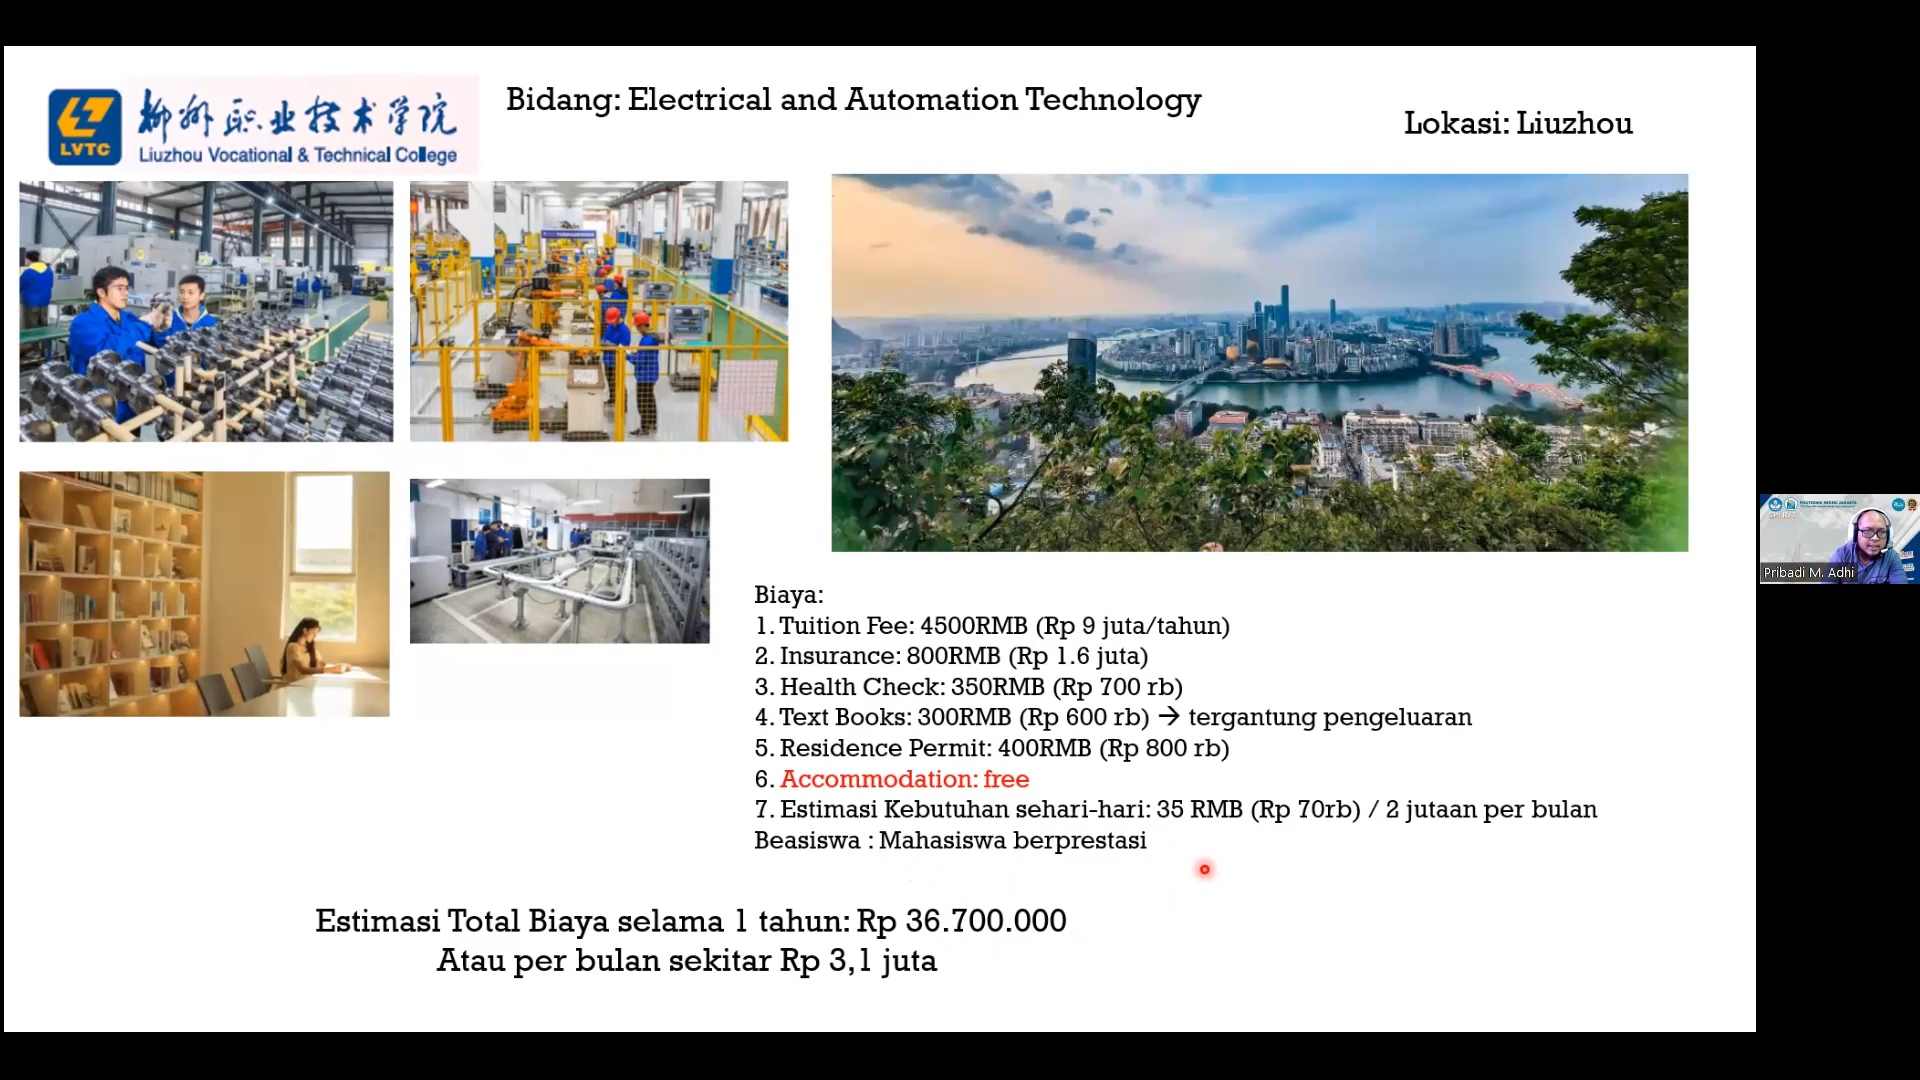 柳州职业技术学院
LVTC
Liuzhou Vocational & Technical College
Bidang: Electrical and Automation Technology
Lokasi: Liuzhou
Biaya:
1. Tuition Fee: 4500RMB (Rp 9 juta/tahun)
2. Insurance: 800RMB (Rp 1.6 juta)
3. Health Check: 350RMB (Rp 700 rb)
4. Text Books: 300RMB (Rp 600 rb) → tergantung pengeluaran
5. Residence Permit: 400RMB (Rp 800 rb)
6. Accommodation: free
7. Estimasi Kebutuhan sehari-hari: 35 RMB (Rp 70rb) / 2 jutaan per bulan
Beasiswa : Mahasiswa berprestasi
Estimasi Total Biaya selama 1 tahun: Rp 36.700.000
Atau per bulan sekitar Rp 3,1 juta
POLITEKNIK NEGERI JAKARTA
Pribadi M. Adhi